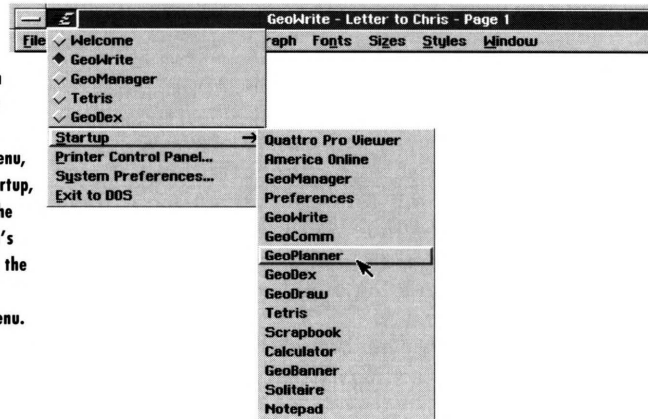 GeoWrite - Letter to Chris - Page 1
File
raph Fonts Sizes Styles Window
Welcome
GeoWrite
GeoManager
Tetris
GeoDex
Startup
Printer Control Panel...
System Preferences...
Exit to DOS
Quattro Pro Viewer
America Online
GeoManager
Preferences
GeoWrite
GeoComm
GeoPlanner
GeoDex
GeoDraw
Tetris
Scrapbook
Calculator
GeoBanner
Solitaire
Notepad
enu,
rtup,
he
's
the
enu.